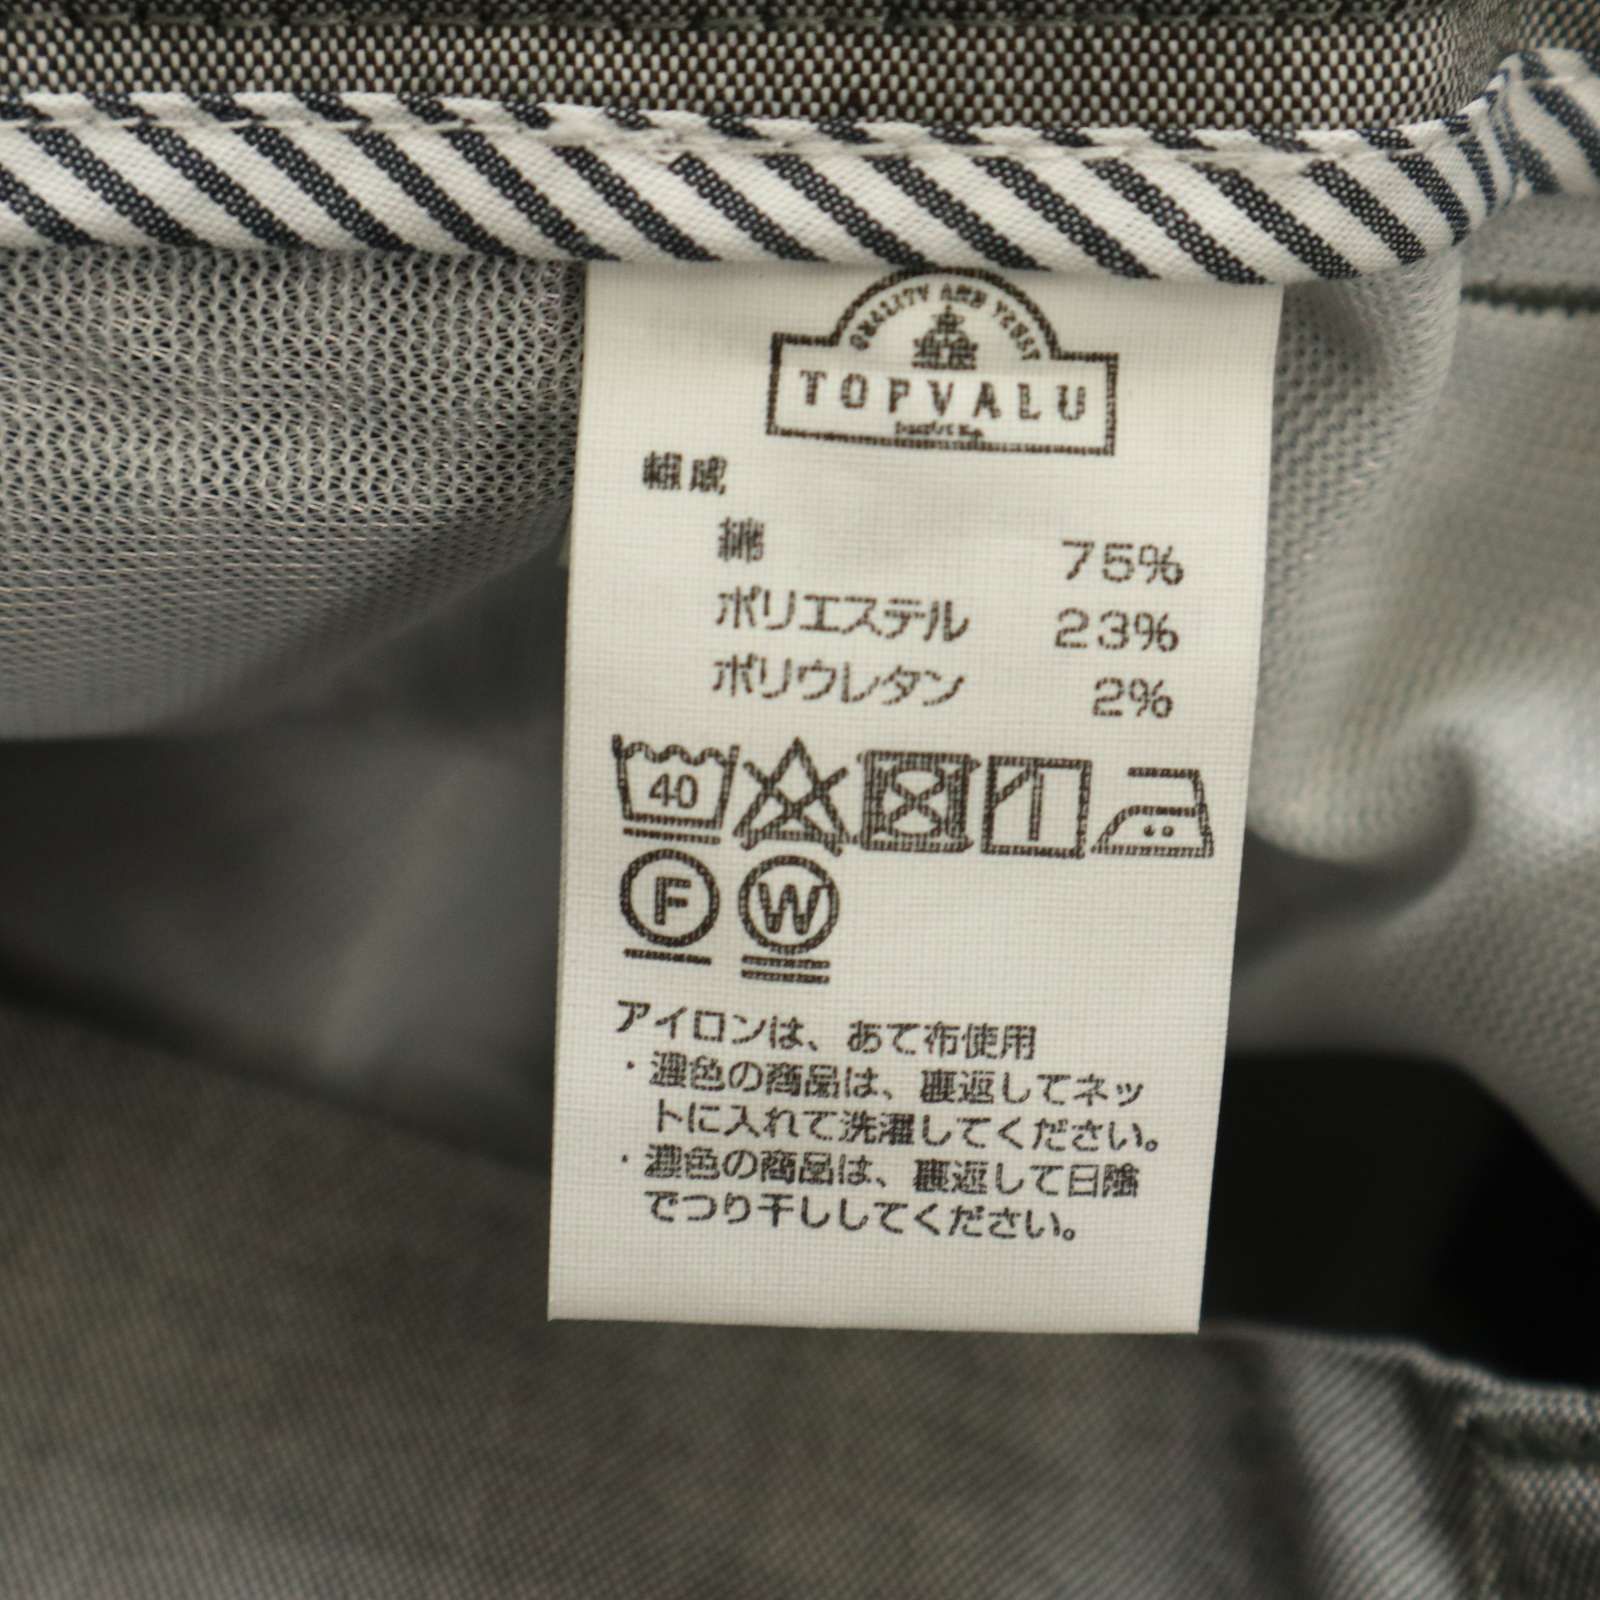 QUALITY AND TRUST
TOPVALU
組成
綿 75%
ポリエステル 23%
ポリウレタン 2%
40
F W
アイロンは、あて布使用
・濃色の商品は、裏返してネッ
トに入れて洗濯してください。
・濃色の商品は、裏返して日陰
でつり干ししてください。